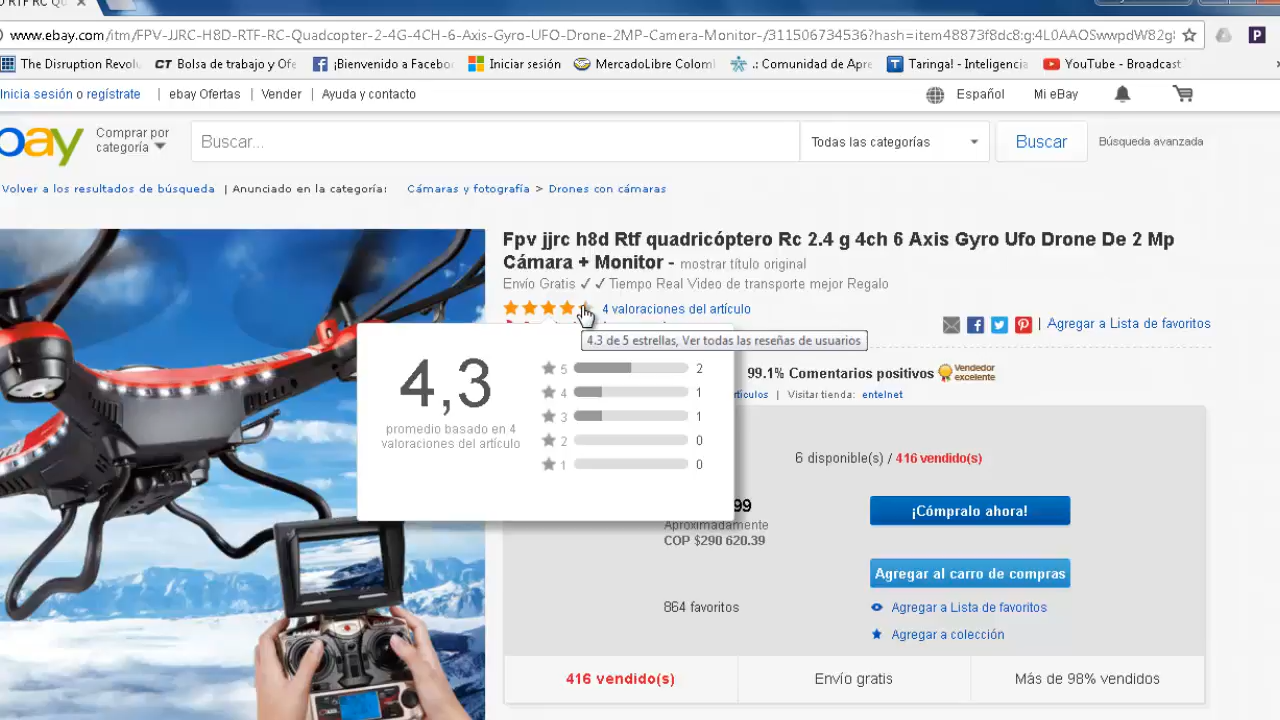 www.ebay.com/itm/FPV-JJRC-H8D-RTF-RC-Quadcopter-2-4G-4CH-6-Axis-Gyro-UFO-Drone-2MP-Camera-Monitor-/311506734536?hash=item48873f8dc8:g:4L0AAOSwwpdW82g
The Disruption Revolu
CT Bolsa de trabajo y Ofe
¡Bienvenido a Facebo
Iniciar sesión
MercadoLibre Colom
.: Comunidad de Apre
Taringa! - Inteligencia
YouTube - Broadcast
Inicia sesión o regístrate | ebay Ofertas | Vender | Ayuda y contacto
Español
Mi eBay
ebay
Comprar por
categoría
Buscar...
Todas las categorías
Buscar
Búsqueda avanzada
Volver a los resultados de búsqueda | Anunciado en la categoría: Cámaras y fotografía > Drones con cámaras
Fpv jjrc h8d Rtf quadricóptero Rc 2.4 g 4ch 6 Axis Gyro Ufo Drone De 2 Mp
Cámara + Monitor - mostrar título original
Envío Gratis ✓ ✓ Tiempo Real Video de transporte mejor Regalo
4 valoraciones del artículo
| Agregar a Lista de favoritos
4.3 de 5 estrellas, Ver todas las reseñas de usuarios
4,3
promedio basado en 4
valoraciones del artículo
5 2
4 1
3 1
2 0
1 0
99.1% Comentarios positivos
Vendedor
excelente
| Visitar tienda: entelnet
6 disponible(s) / 416 vendido(s)
99
Aproximadamente
COP $290 620.39
¡Cómpralo ahora!
Agregar al carro de compras
864 favoritos
Agregar a Lista de favoritos
Agregar a colección
416 vendido(s)
Envío gratis
Más de 98% vendidos